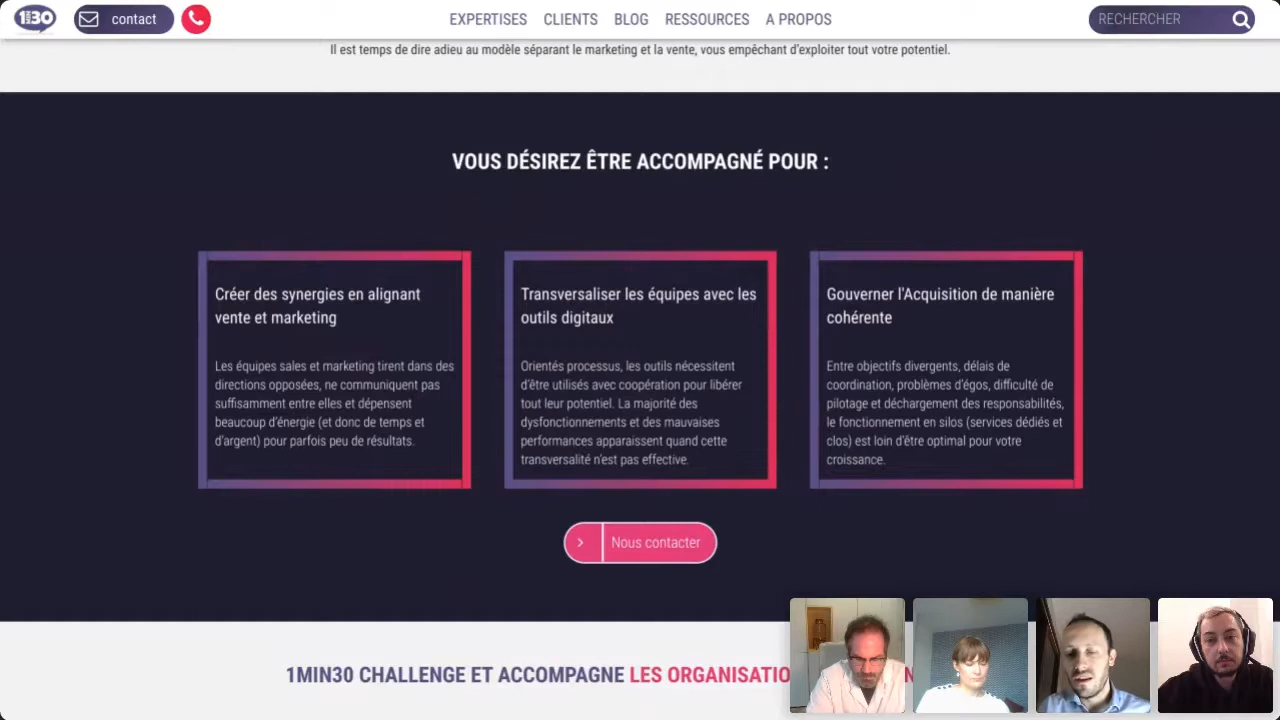 1min30
contact
EXPERTISES CLIENTS BLOG RESSOURCES A PROPOS
RECHERCHER
Il est temps de dire adieu au modèle séparant le marketing et la vente, vous empêchant d'exploiter tout votre potentiel.
VOUS DÉSIREZ ÊTRE ACCOMPAGNÉ POUR :
Créer des synergies en alignant
vente et marketing
Les équipes sales et marketing tirent dans des
directions opposées, ne communiquent pas
suffisamment entre elles et dépensent
beaucoup d'énergie (et donc de temps et
d'argent) pour parfois peu de résultats.
Transversaliser les équipes avec les
outils digitaux
Orientés processus, les outils nécessitent
d'être utilisés avec coopération pour libérer
tout leur potentiel. La majorité des
dysfonctionnements et des mauvaises
performances apparaissent quand cette
transversalité n'est pas effective.
Gouverner l'Acquisition de manière
cohérente
Entre objectifs divergents, délais de
coordination, problèmes d'égos, difficulté de
pilotage et déchargement des responsabilités,
le fonctionnement en silos (services dédiés et
clos) est loin d'être optimal pour votre
croissance.
Nous contacter
1MIN30 CHALLENGE ET ACCOMPAGNE LES ORGANISATIO